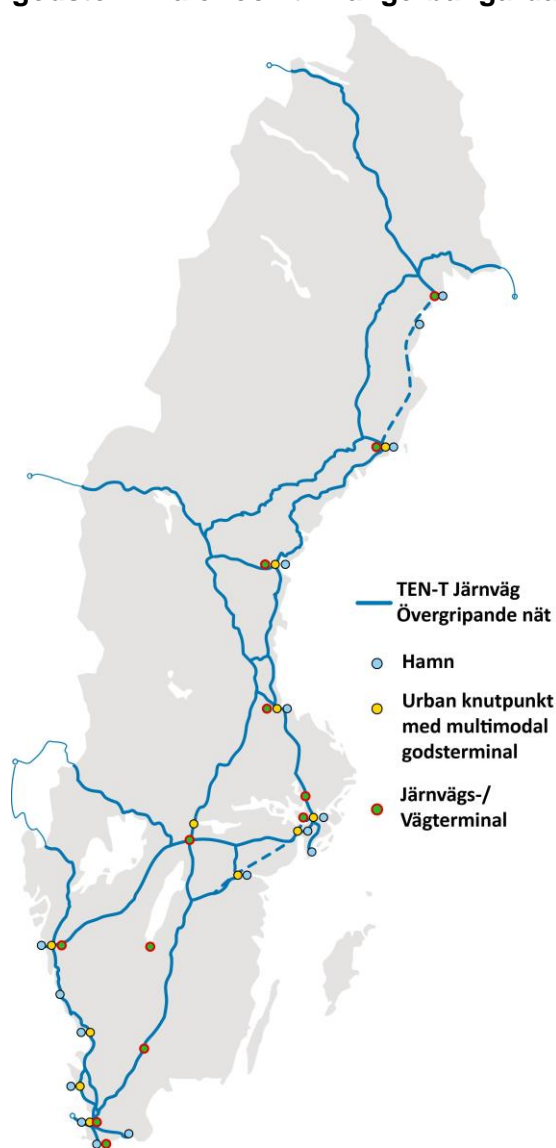 TEN-T Järnväg
Övergripande nät
Hamn
Urban knutpunkt
med multimodal
godsterminal
Järnvägs-/
Vägterminal